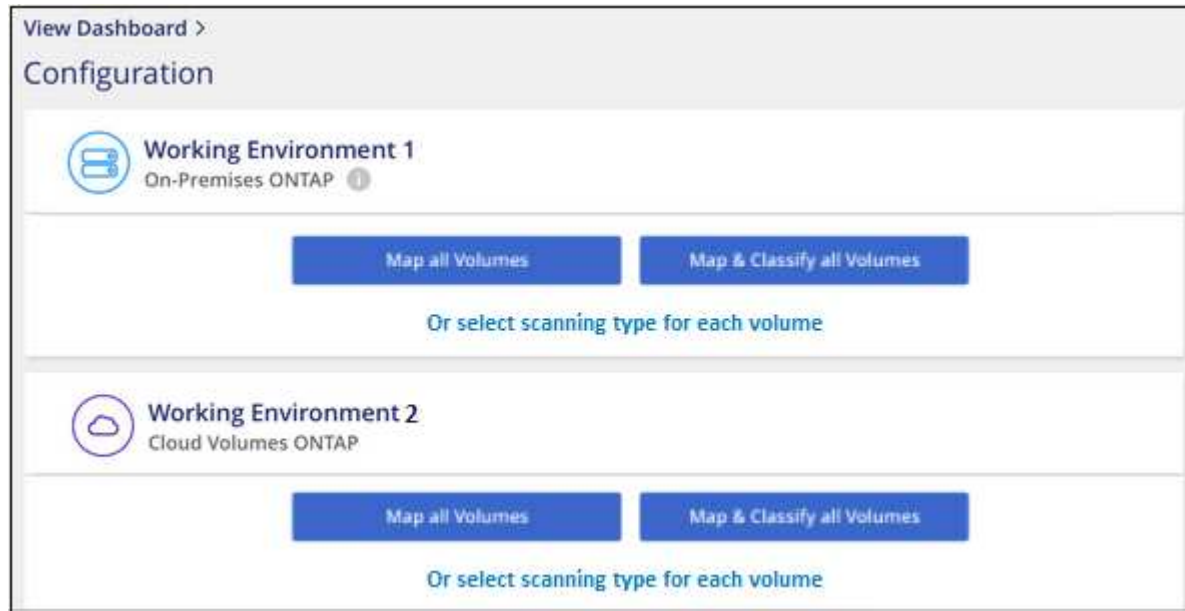 View Dashboard >
Configuration
Working Environment 1
On-Premises ONTAP i
Map all Volumes Map & Classify all Volumes
Or select scanning type for each volume
Working Environment 2
Cloud Volumes ONTAP
Map all Volumes Map & Classify all Volumes
Or select scanning type for each volume